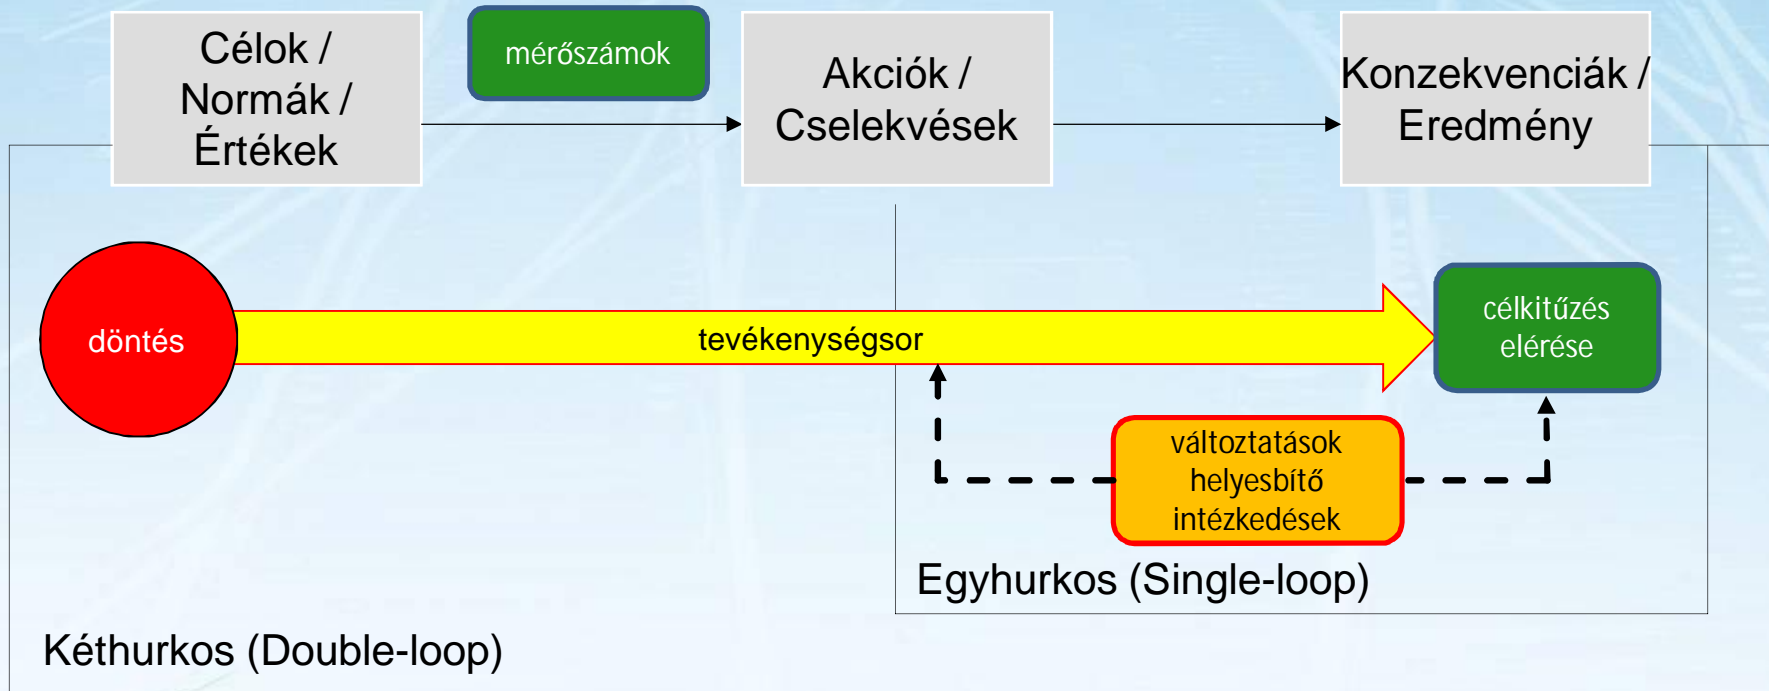 Célok /
Normák /
Értékek
mérőszámok
Akciók /
Cselekvések
Konzekvenciák /
Eredmény
döntés
tevékenységsor
célkitűzés
elérése
változtatások
helyesbítő
intézkedések
Egyhurkos (Single-loop)
Kéthurkos (Double-loop)